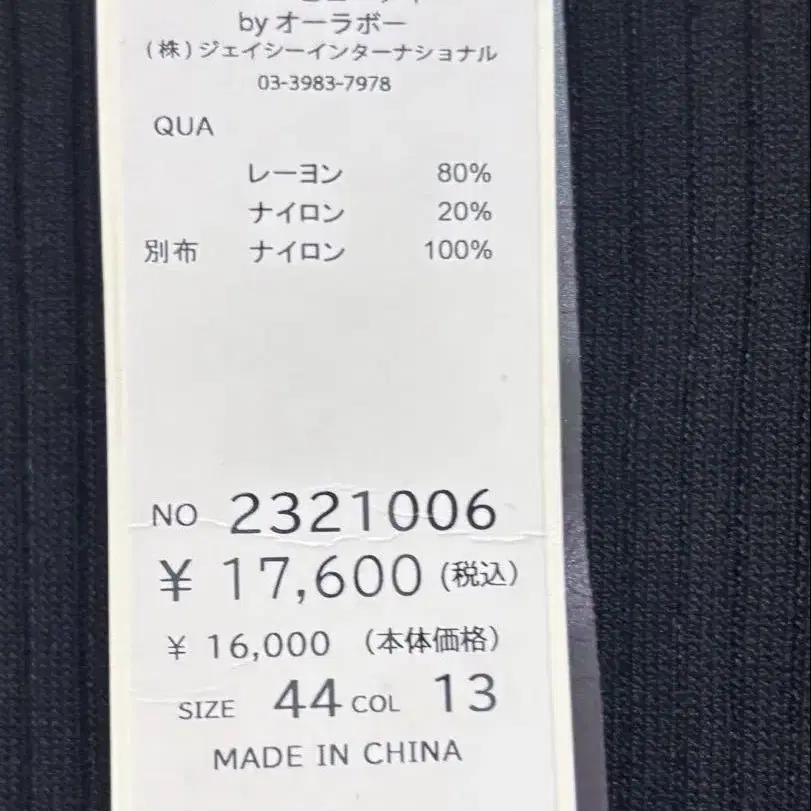 by オーラボー
(株)ジェイシーインターナショナル
03-3983-7978
QUA
レーヨン 80%
ナイロン 20%
別布 ナイロン 100%
NO 2321006
¥ 17,600 (税込)
¥ 16,000 (本体価格)
SIZE 44 COL 13
MADE IN CHINA